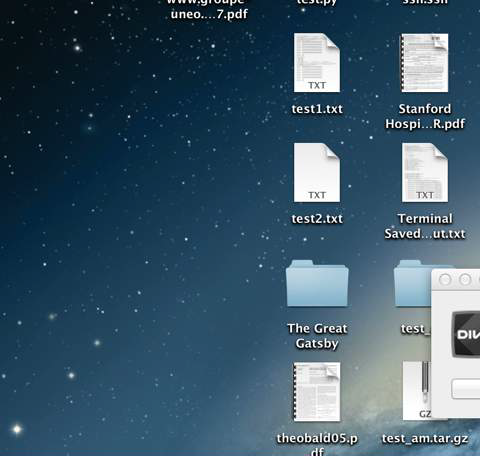 www.groupe
uneo....7.pdf
test.py
ssh.ssh
TXT
test1.txt
Stanford
Hospi...R.pdf
TXT
test2.txt
TXT
Terminal
Saved...ut.txt
The Great
Gatsby
test_
DIV
theobald05.p
df
GZ
test_am.tar.gz